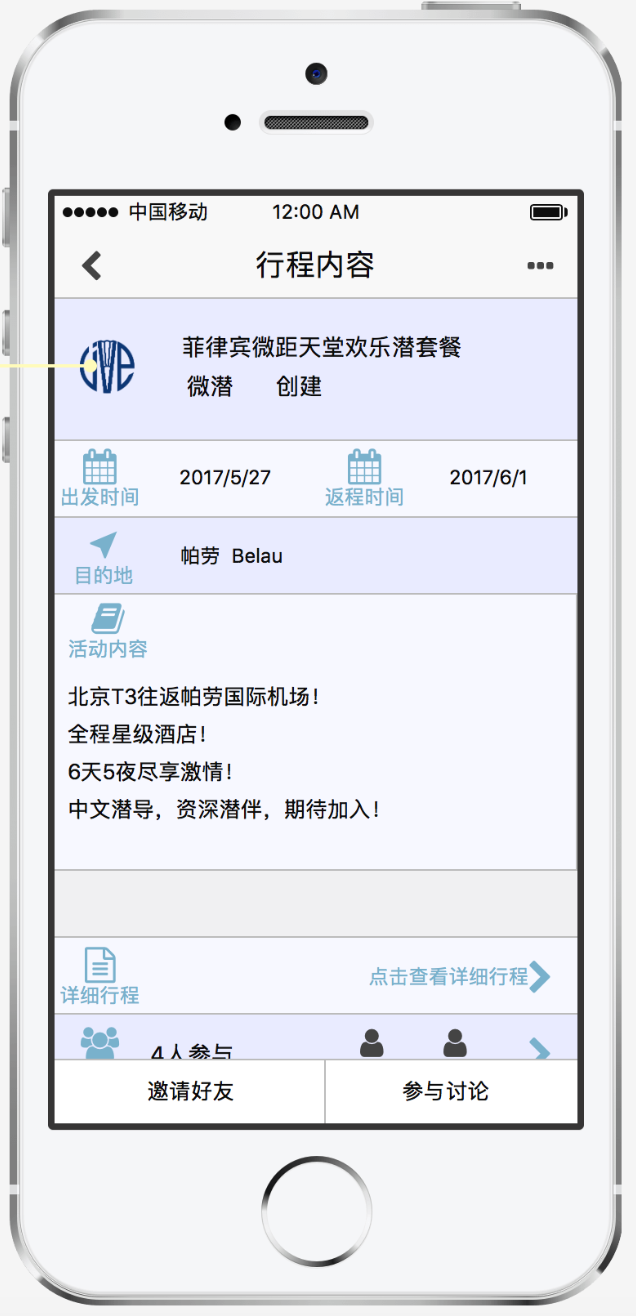 中国移动 12:00 AM
行程内容
DIVE
菲律宾微距天堂欢乐潜套餐
微潜 创建
2017/5/27 2017/6/1
出发时间 返程时间
帕劳 Belau
目的地
活动内容
北京T3往返帕劳国际机场！
全程星级酒店！
6天5夜尽享激情！
中文潜导，资深潜伴，期待加入！
点击查看详细行程
详细行程
4人参与
邀请好友 参与讨论